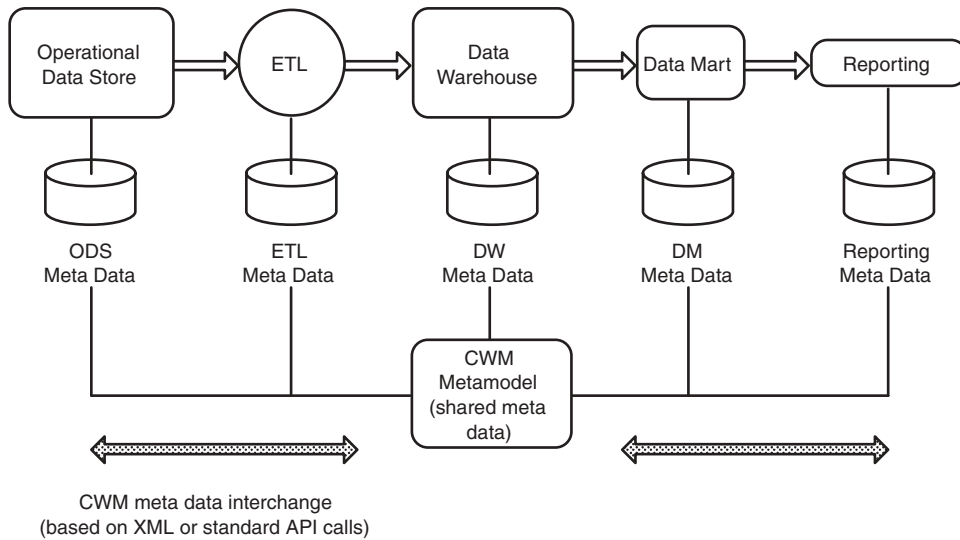 Operational
Data Store
ETL
Data
Warehouse
Data Mart
Reporting
ODS
Meta Data
ETL
Meta Data
DW
Meta Data
DM
Meta Data
Reporting
Meta Data
CWM
Metamodel
(shared meta
data)
CWM meta data interchange
(based on XML or standard API calls)